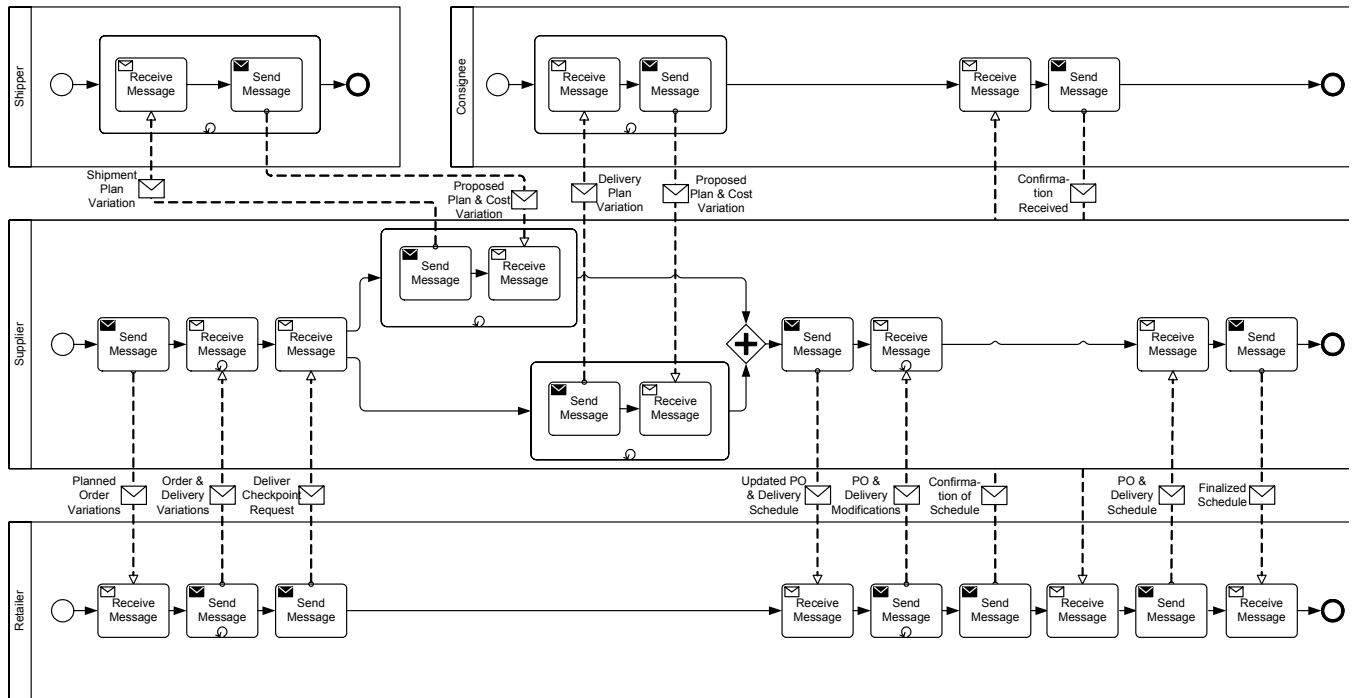 Shipper
Receive
Message
Send
Message
Consignee
Receive
Message
Send
Message
Receive
Message
Send
Message
Shipment
Plan
Variation
Proposed
Plan & Cost
Variation
Delivery
Plan
Variation
Proposed
Plan & Cost
Variation
Confirma-
tion
Received
Supplier
Send
Message
Receive
Message
Send
Message
Receive
Message
Receive
Message
Send
Message
Receive
Message
Send
Message
Receive
Message
Receive
Message
Send
Message
Send
Message
Receive
Message
Planned
Order
Variations
Order &
Delivery
Variations
Deliver
Checkpoint
Request
Updated PO
& Delivery
Schedule
PO &
Delivery
Modifications
Confirma-
tion of
Schedule
PO &
Delivery
Schedule
Finalized
Schedule
Retailer
Receive
Message
Send
Message
Send
Message
Receive
Message
Send
Message
Send
Message
Receive
Message
Send
Message
Receive
Message